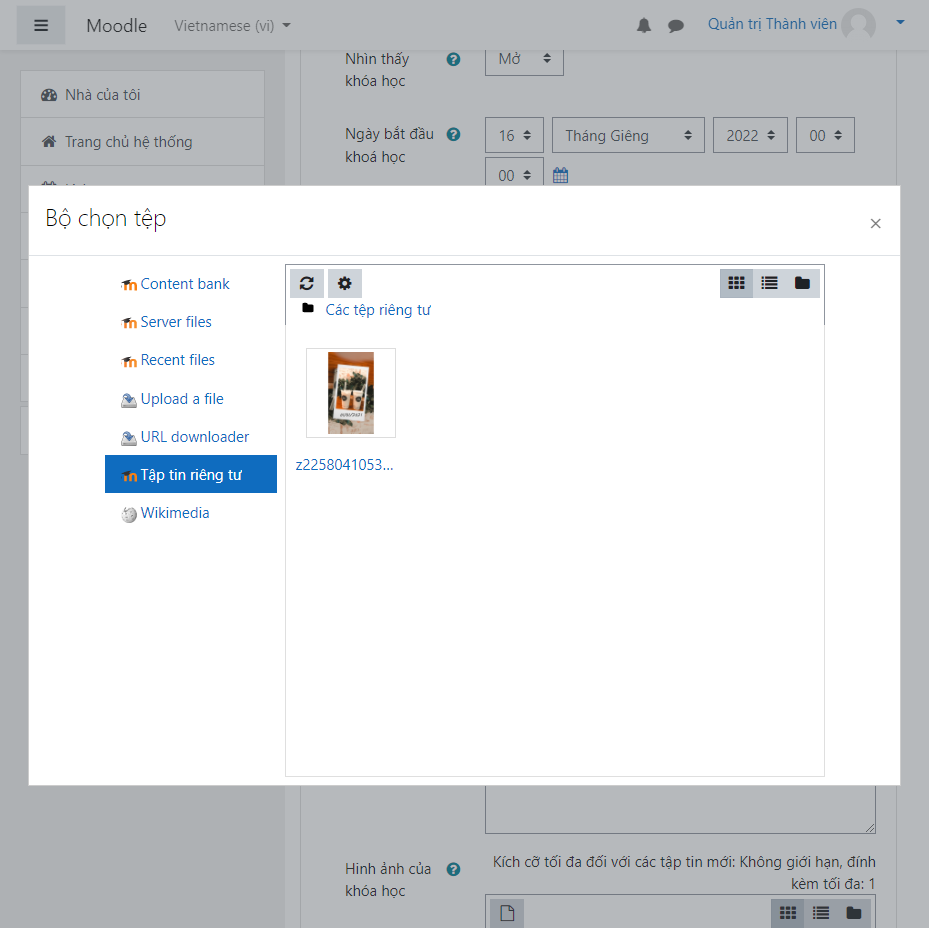 Moodle
Vietnamese (vi)
Quản trị Thành viên
Nhà của tôi
Trang chủ hệ thống
Nhìn thấy
khóa học
Mở
Ngày bắt đầu
khoá học
16
Tháng Giêng
2022
00
00
Bộ chọn tệp
×
Content bank
Server files
Recent files
Upload a file
URL downloader
Tập tin riêng tư
Wikimedia
Các tệp riêng tư
z2258041053...
Hình ảnh của
khóa học
Kích cỡ tối đa đối với các tập tin mới: Không giới hạn, đính
kèm tối đa: 1